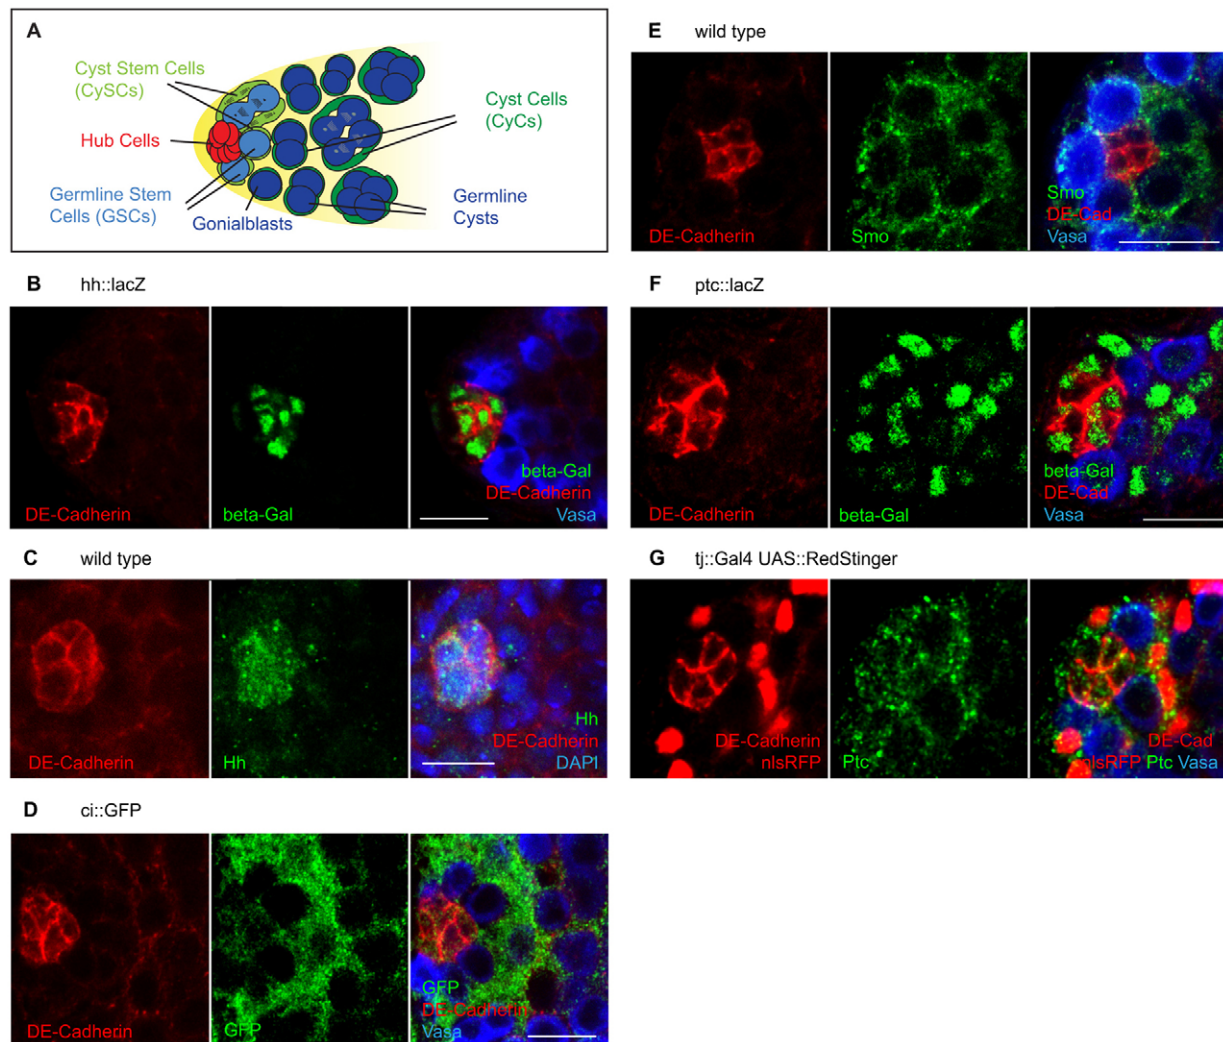 A
Cyst Stem Cells
(CySCs)
Hub Cells
Germline Stem
Cells (GSCs)
Gonialblasts
Cyst Cells
(CyCs)
Germline
Cysts
B hh::lacZ
DE-Cadherin
beta-Gal
beta-Gal
DE-Cadherin
Vasa
C wild type
DE-Cadherin
Hh
Hh
DE-Cadherin
DAPI
D ci::GFP
DE-Cadherin
GFP
GFP
DE-Cadherin
Vasa
E wild type
DE-Cadherin
Smo
Smo
DE-Cad
Vasa
F ptc::lacZ
DE-Cadherin
beta-Gal
beta-Gal
DE-Cad
Vasa
G tj::Gal4 UAS::RedStinger
DE-Cadherin
nlsRFP
Ptc
DE-Cad
nlsRFP Ptc Vasa